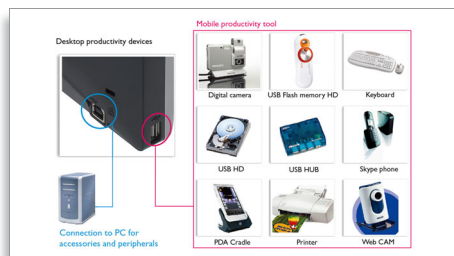 Mobile productivity tool
Desktop productivity devices
Digital camera
USB Flash memory HD
Keyboard
USB HD
USB HUB
Skype phone
PDA Cradle
Printer
Web CAM
Connection to PC for
accessories and peripherals